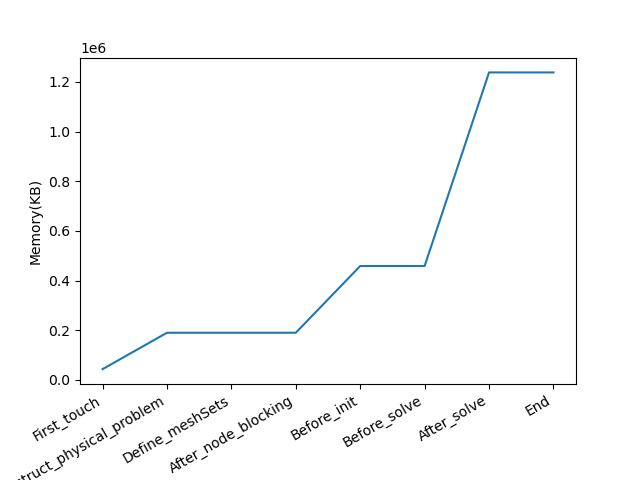 1e6
1.2
1.0
0.8
0.6
0.4
0.2
0.0
Memory(KB)
First_touch
struct_physical_problem
Define_meshSets
After_node_blocking
Before_init
Before_solve
After_solve
End